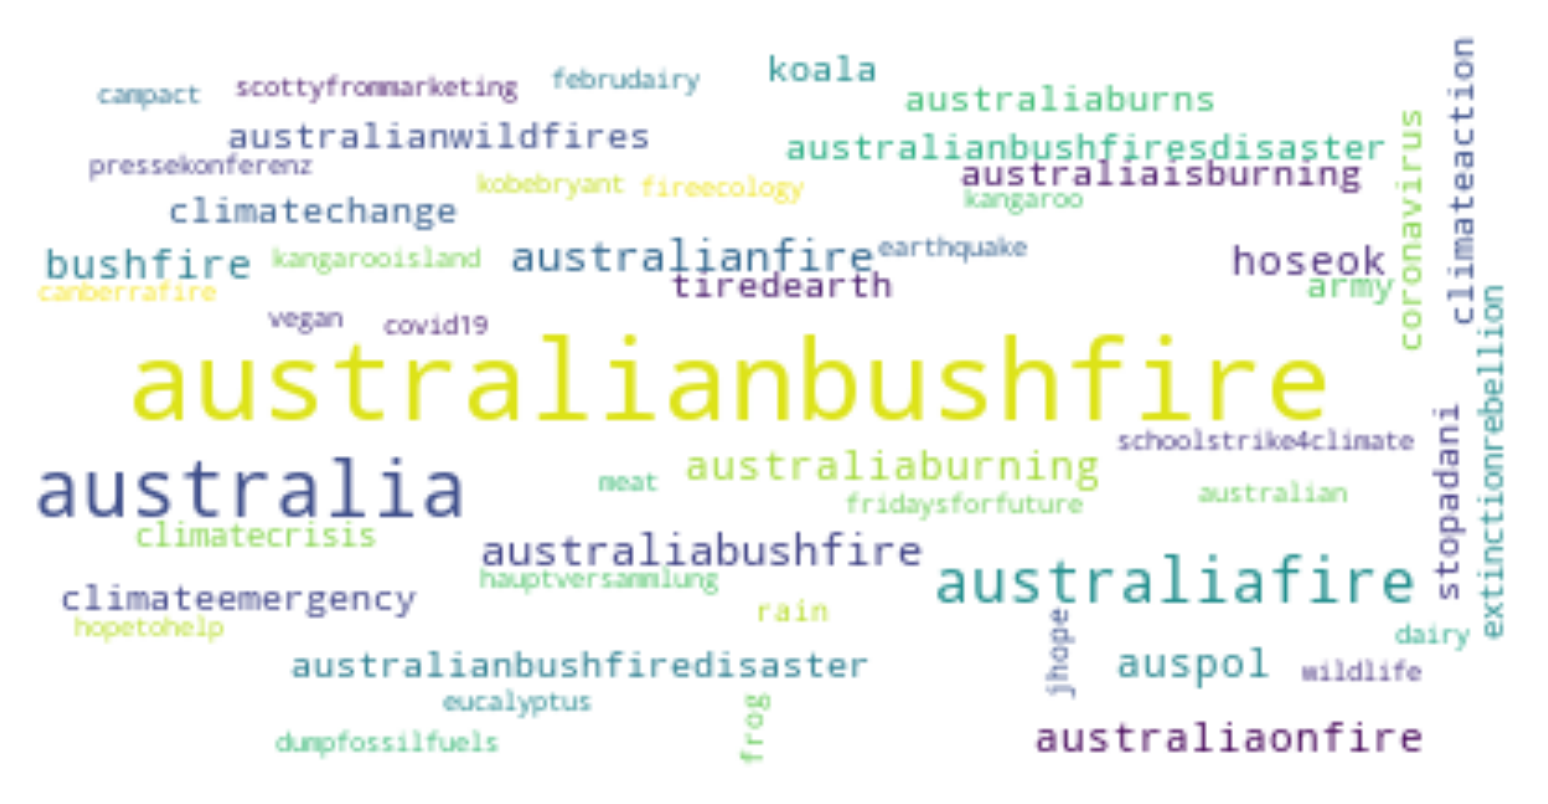 koala
februdairy
scottyfrommarketing
campact
australiaburns
climateaction
australianwildfires
australianbushfiresdisaster
pressekonferenz
australiaisburning
coronavirus
kobebryant
fireecology
kangaroo
climatechange
bushfire
kangarooisland
australianfire
earthquake
hoseok
canberrafire
tiredearth
army
vegan
covid19
australianbushfire
extinctionrebellion
schoolstrike4climate
australia
meat
australiaburning
stopadani
fridaysforfuture
australian
climatecrisis
australiabushfire
hauptversammlung
australiafire
climateemergency
rain
hopetohelp
jhope
dairy
australianbushfiredisaster
auspol
wildlife
eucalyptus
frog
dumpfossilfuels
australiaonfire